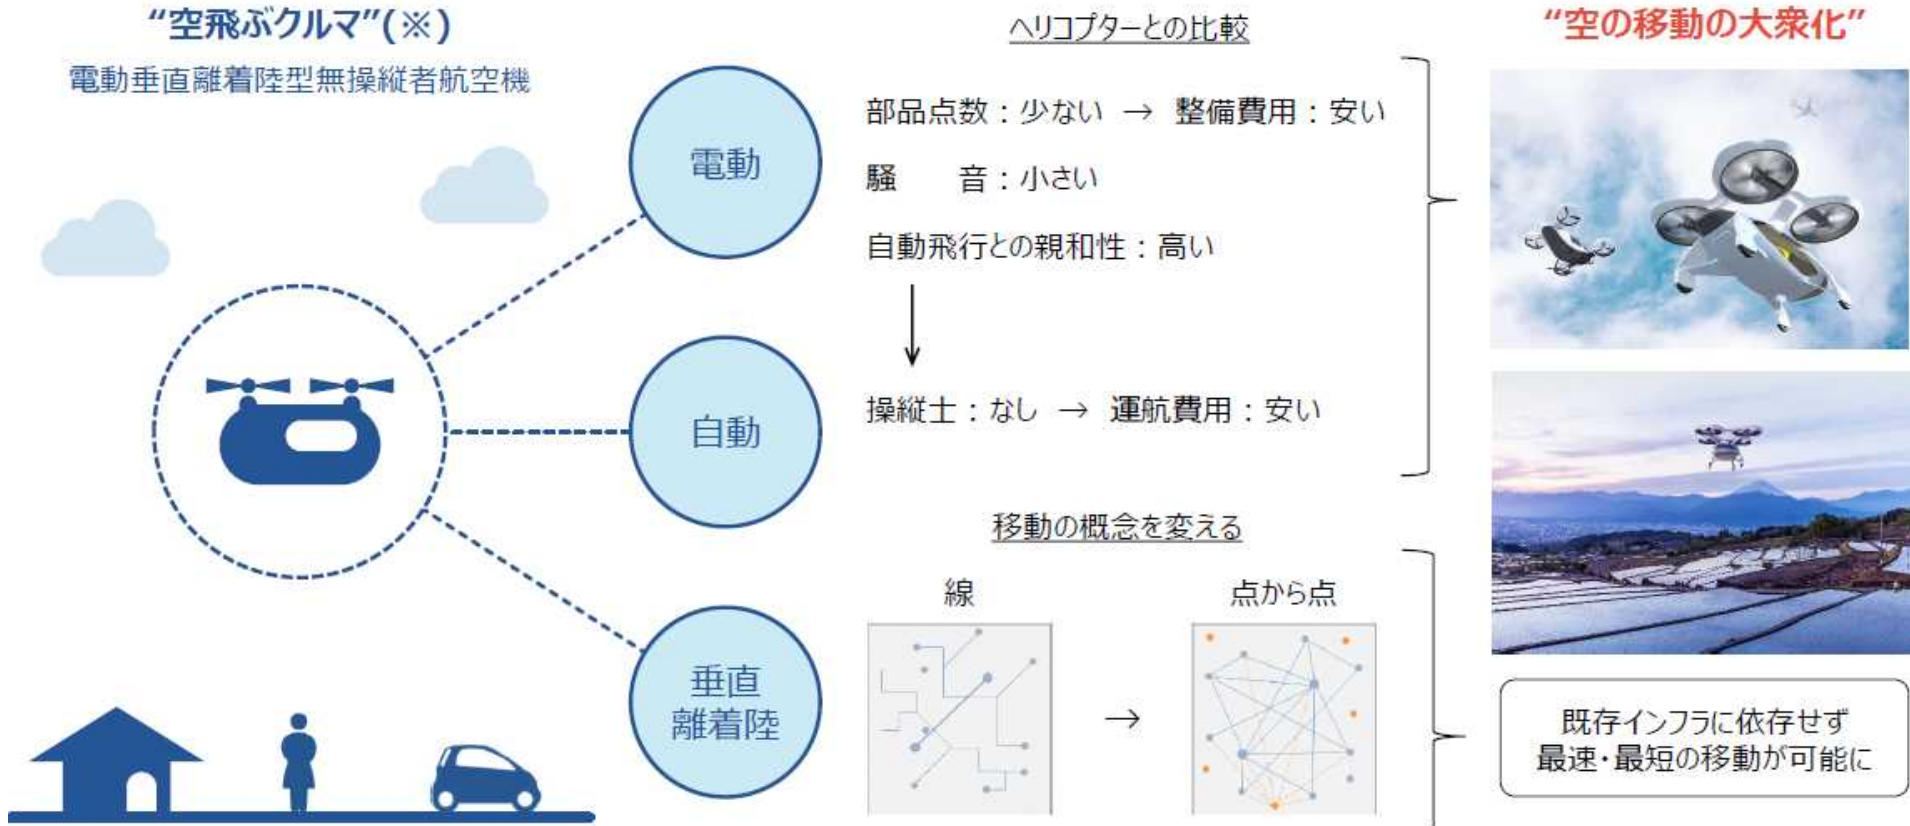 “空飛ぶクルマ”(※)
電動垂直離着陸型無操縦者航空機
電動
自動
垂直
離着陸
ヘリコプターとの比較
部品点数：少ない → 整備費用：安い
騒　　音：小さい
自動飛行との親和性：高い
操縦士：なし → 運航費用：安い
移動の概念を変える
線
点から点
→
“空の移動の大衆化”
既存インフラに依存せず
最速・最短の移動が可能に